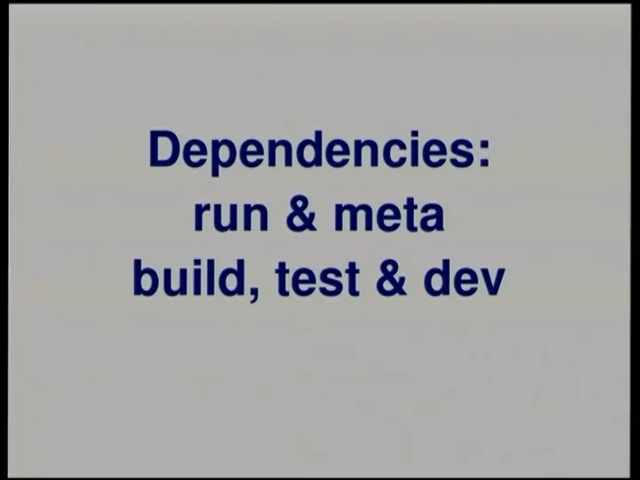 Dependencies:
run & meta
build, test & dev